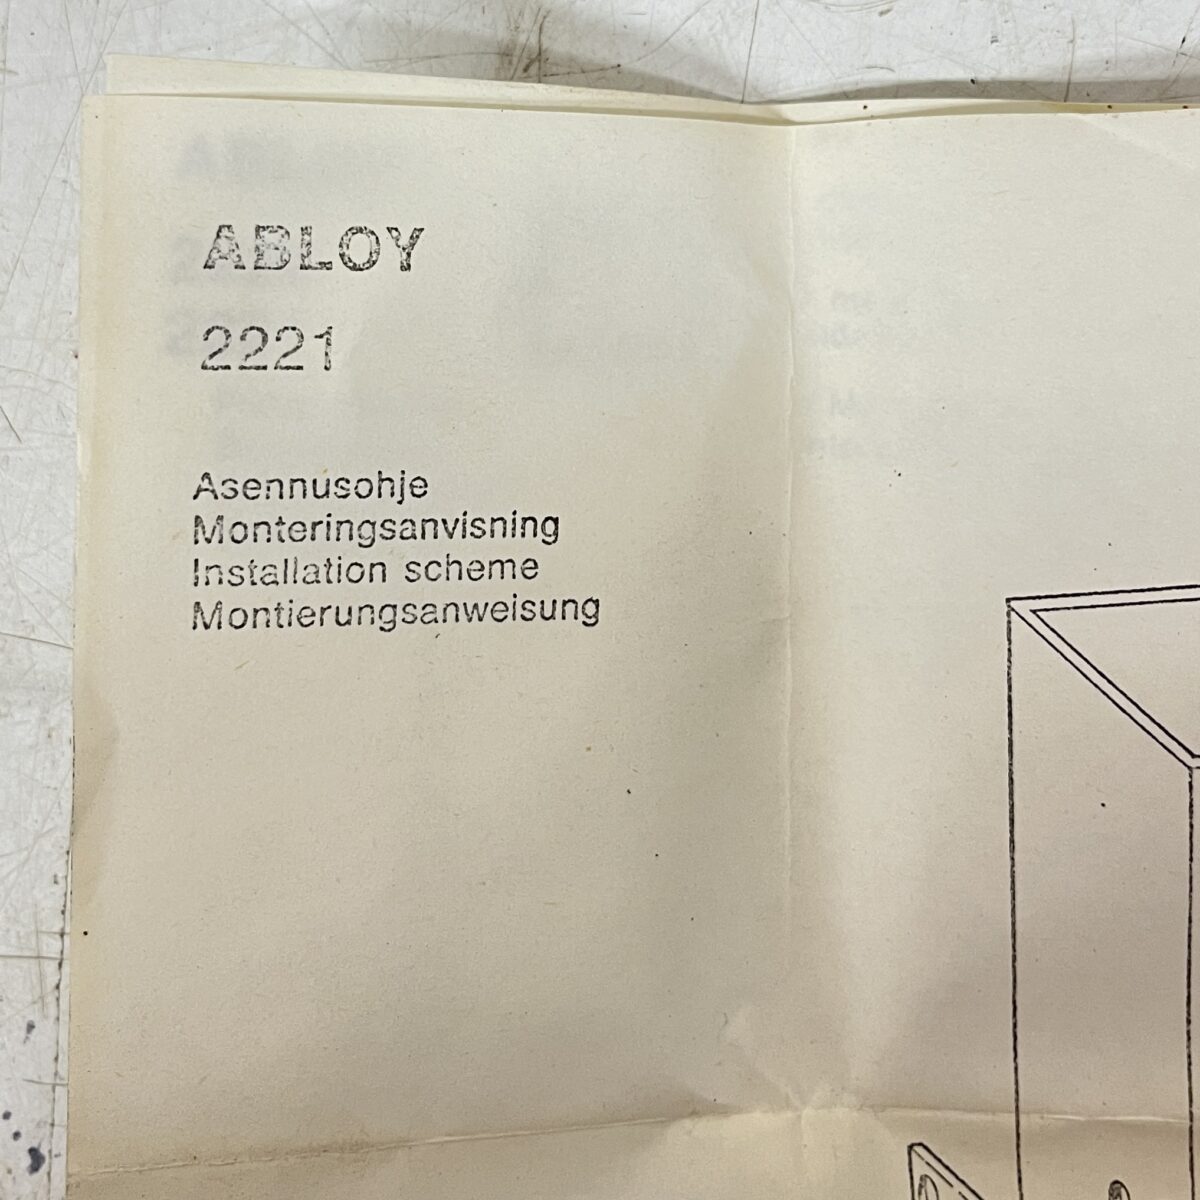 ABLOY
2221
Asennusohje
Monteringsanvisning
Installation scheme
Montierungsanweisung